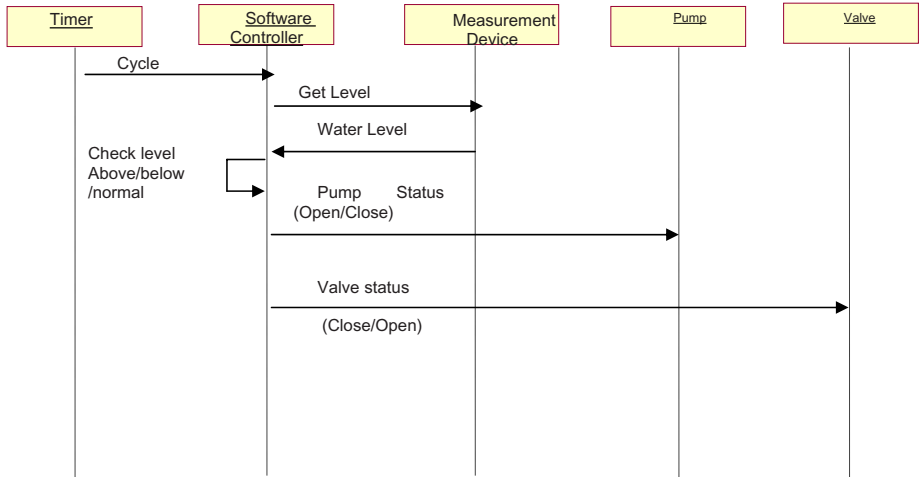 Timer
Software
Controller
Measurement
Device
Pump
Valve
Cycle
Get Level
Water Level
Check level
Above/below
/normal
Pump Status
(Open/Close)
Valve status
(Close/Open)